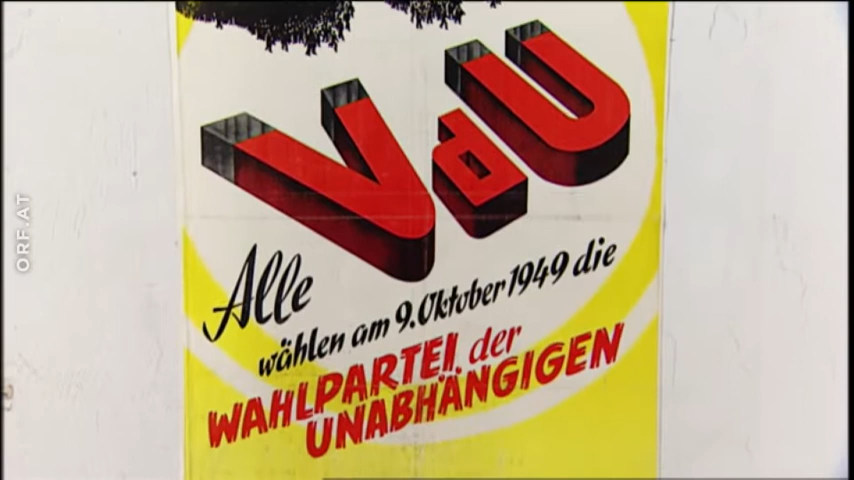 VdU
Alle
wählen am 9. Oktober 1949 die
WAHLPARTEI der
UNABHÄNGIGEN
ORF.AT